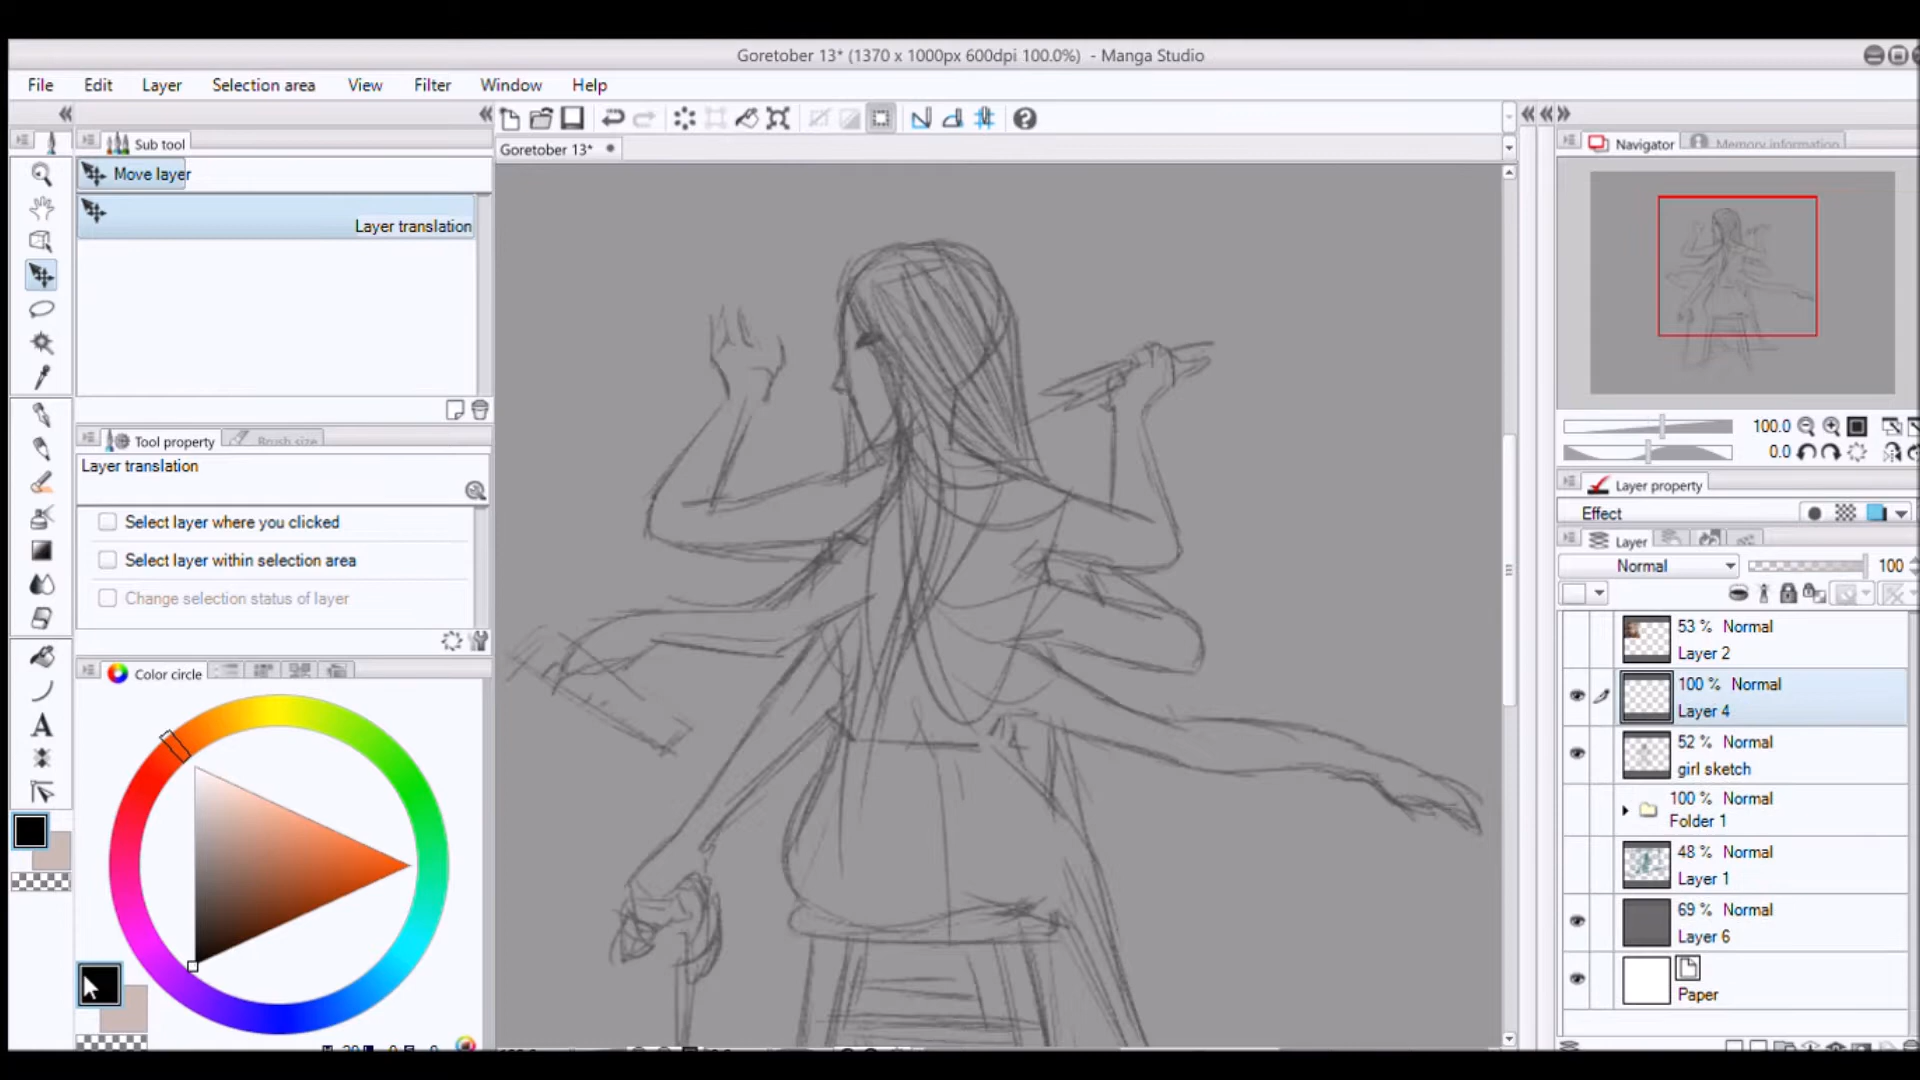 Goretober 13* (1370 x 1000px 600dpi 100.0%) - Manga Studio
File Edit Layer Selection area View Filter Window Help
Sub tool
Move layer
Layer translation
Tool property Brush size
Layer translation
Select layer where you clicked
Select layer within selection area
Change selection status of layer
Color circle
Goretober 13*
Navigator Memory information
100.0
0.0
Layer property
Effect
Layer
Normal 100
53 % Normal
Layer 2
100 % Normal
Layer 4
52 % Normal
girl sketch
100 % Normal
Folder 1
48 % Normal
Layer 1
69 % Normal
Layer 6
Paper